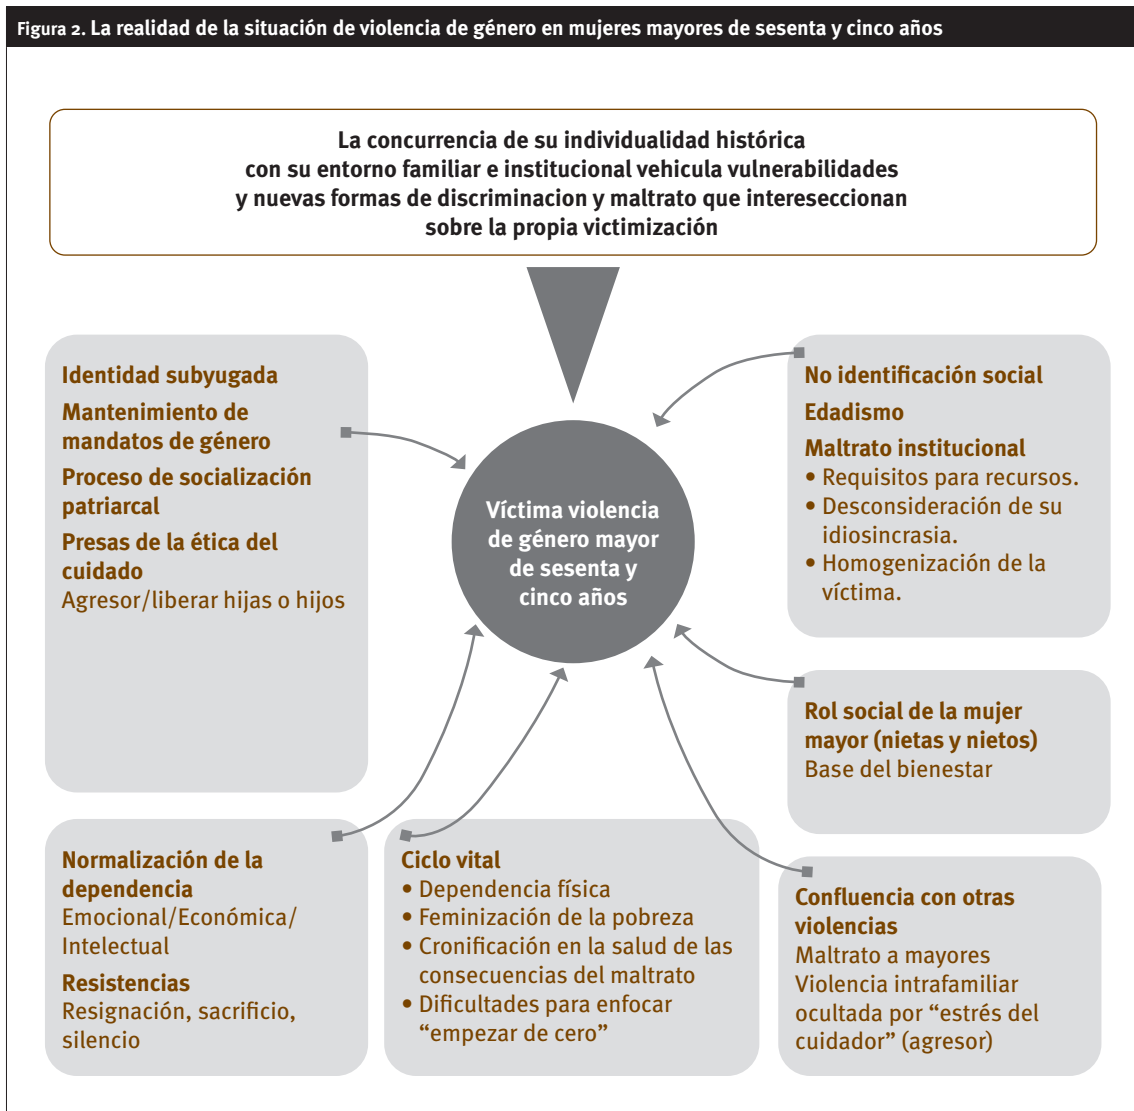 Figura 2. La realidad de la situación de violencia de género en mujeres mayores de sesenta y cinco años
La concurrencia de su individualidad histórica
con su entorno familiar e institucional vehicula vulnerabilidades
y nuevas formas de discriminacion y maltrato que intereseccionan
sobre la propia victimización
Identidad subyugada
Mantenimiento de
mandatos de género
Proceso de socialización
patriarcal
Presas de la ética del
cuidado
Agresor/liberar hijas o hijos
Víctima violencia
de género mayor
de sesenta y
cinco años
No identificación social
Edadismo
Maltrato institucional
• Requisitos para recursos.
• Desconsideración de su
idiosincrasia.
• Homogenización de la
víctima.
Rol social de la mujer
mayor (nietas y nietos)
Base del bienestar
Normalización de la
dependencia
Emocional/Económica/
Intelectual
Resistencias
Resignación, sacrificio,
silencio
Ciclo vital
• Dependencia física
• Feminización de la pobreza
• Cronificación en la salud de las
consecuencias del maltrato
• Dificultades para enfocar
“empezar de cero”
Confluencia con otras
violencias
Maltrato a mayores
Violencia intrafamiliar
ocultada por “estrés del
cuidador” (agresor)